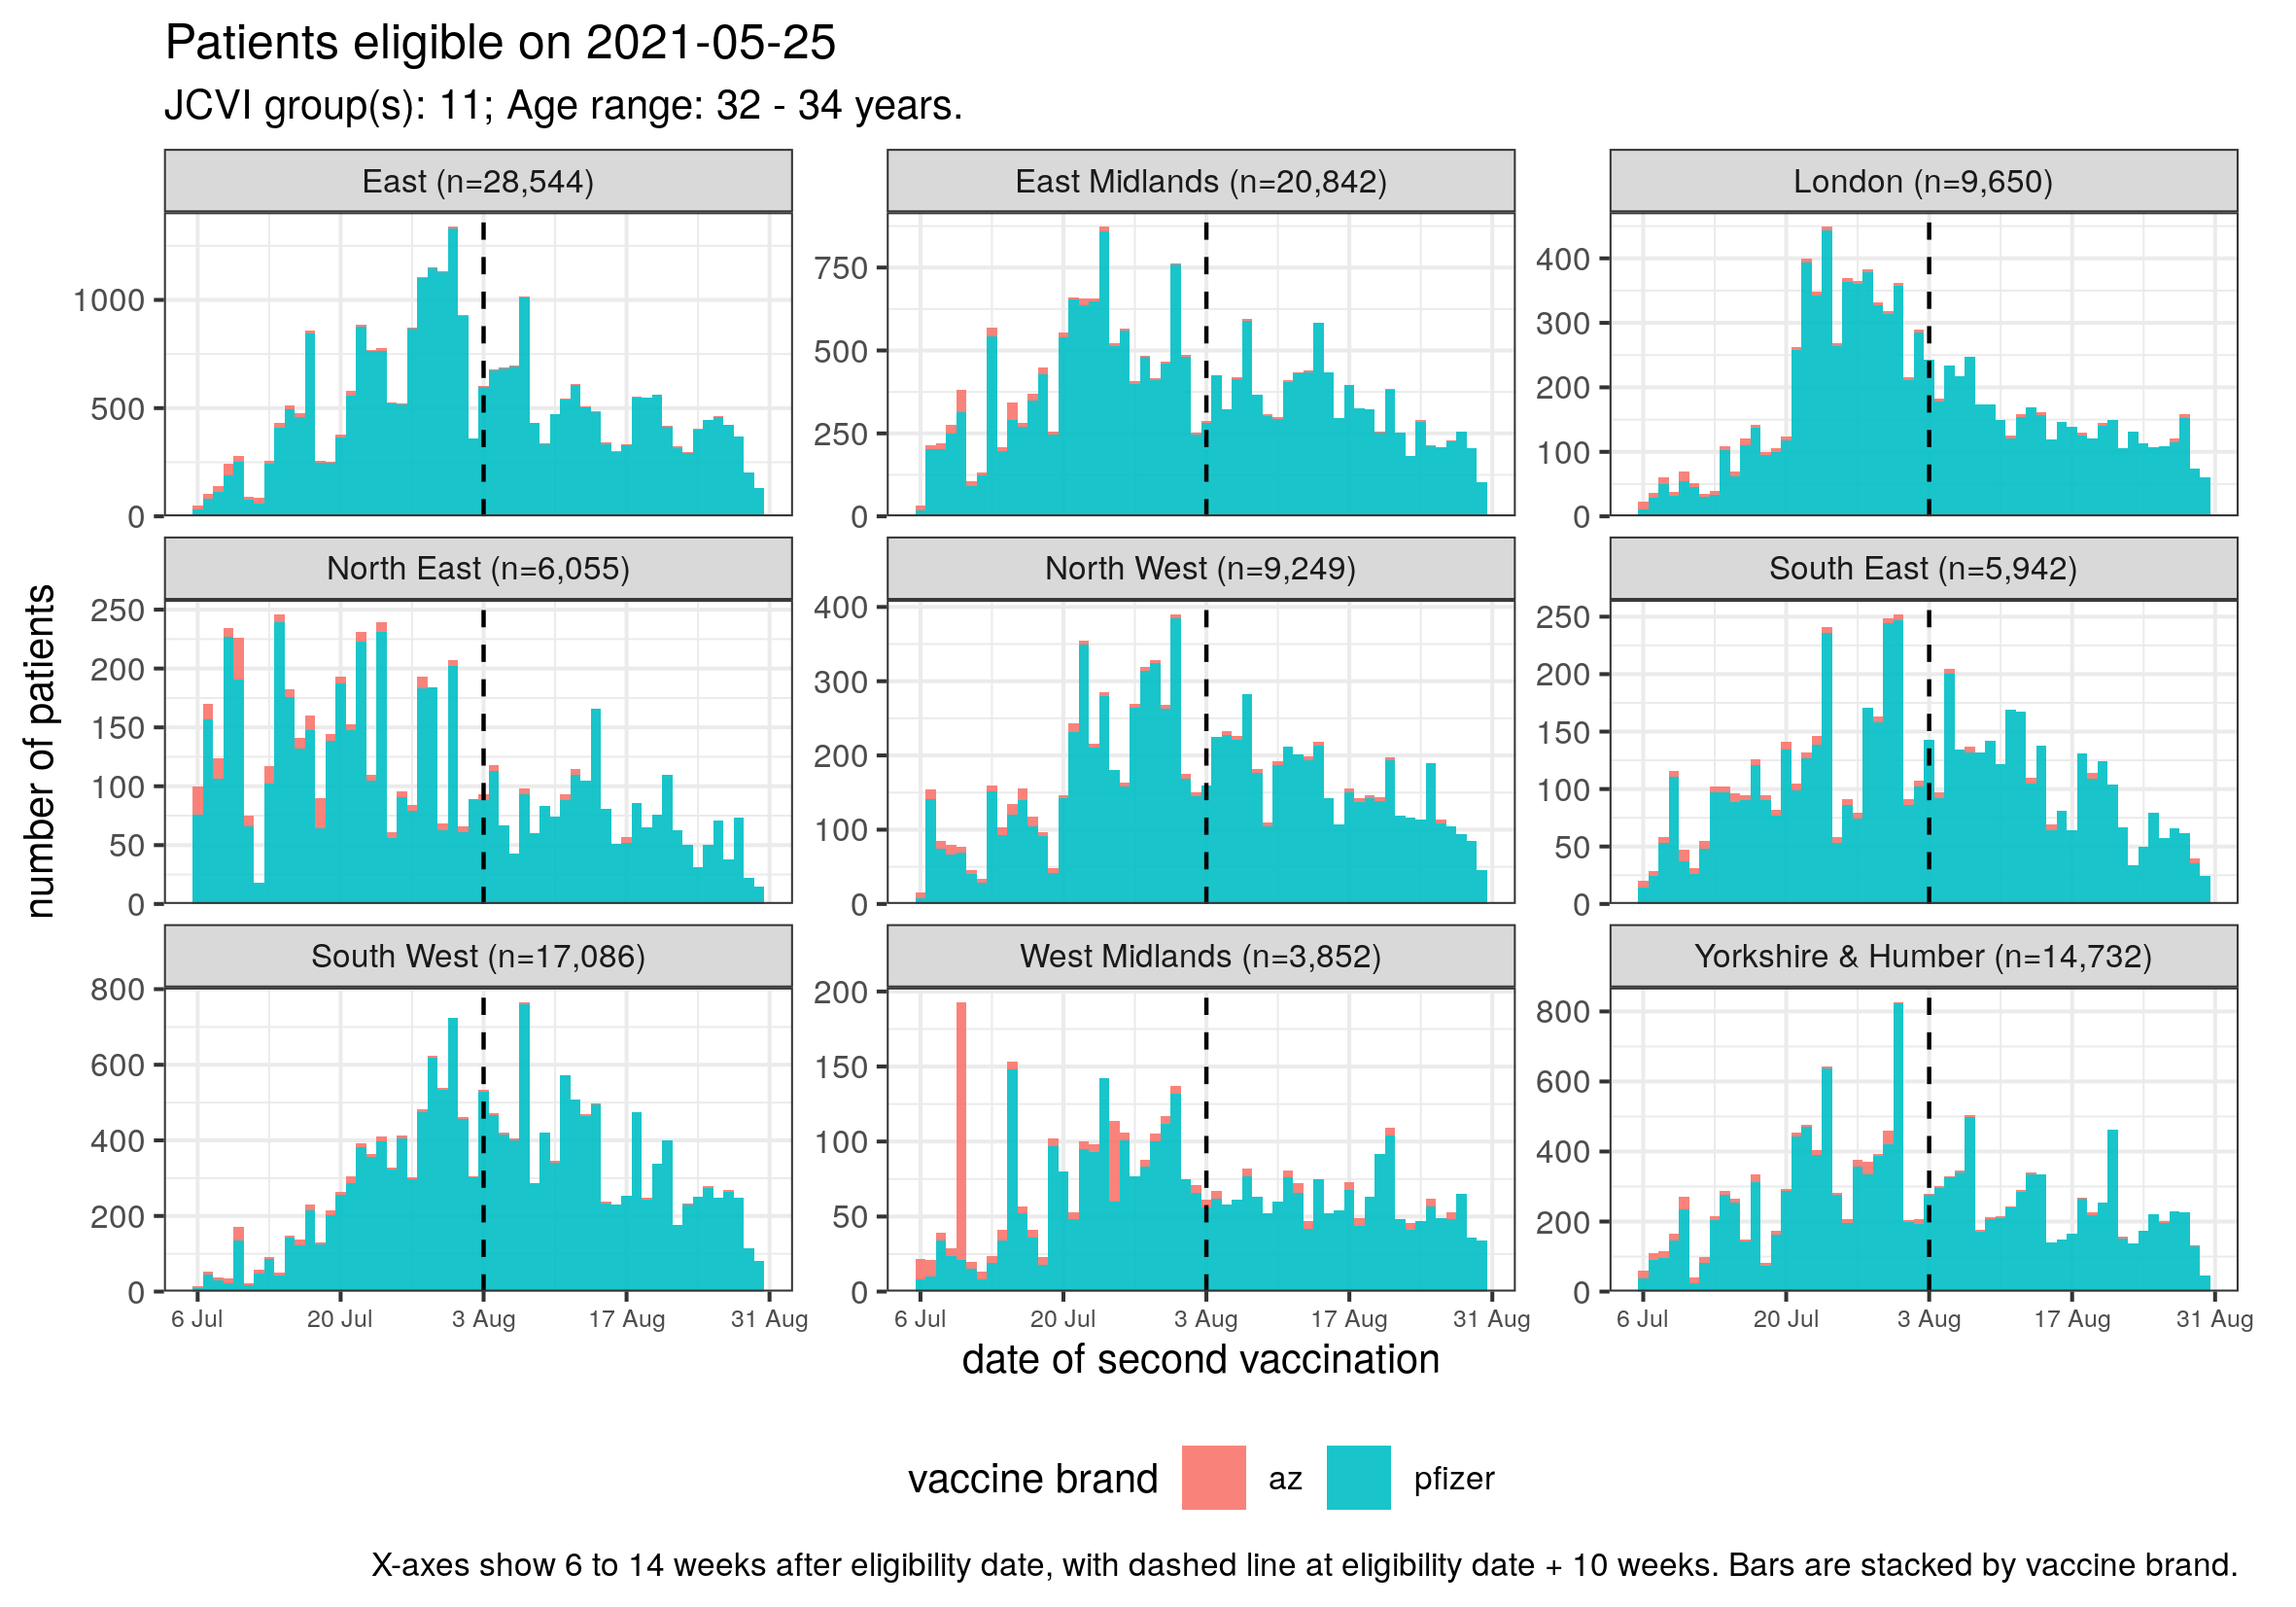 Patients eligible on 2021-05-25
JCVI group(s): 11; Age range: 32 - 34 years.
East (n=28,544)
East Midlands (n=20,842)
London (n=9,650)
1000
500
0
750
500
250
0
400
300
200
100
0
North East (n=6,055)
North West (n=9,249)
South East (n=5,942)
250
200
150
100
50
0
400
300
200
100
0
250
200
150
100
50
0
number of patients
South West (n=17,086)
West Midlands (n=3,852)
Yorkshire & Humber (n=14,732)
800
600
400
200
0
200
150
100
50
0
800
600
400
200
0
6 Jul 20 Jul 3 Aug 17 Aug 31 Aug
6 Jul 20 Jul 3 Aug 17 Aug 31 Aug
6 Jul 20 Jul 3 Aug 17 Aug 31 Aug
date of second vaccination
vaccine brand az pfizer
X-axes show 6 to 14 weeks after eligibility date, with dashed line at eligibility date + 10 weeks. Bars are stacked by vaccine brand.